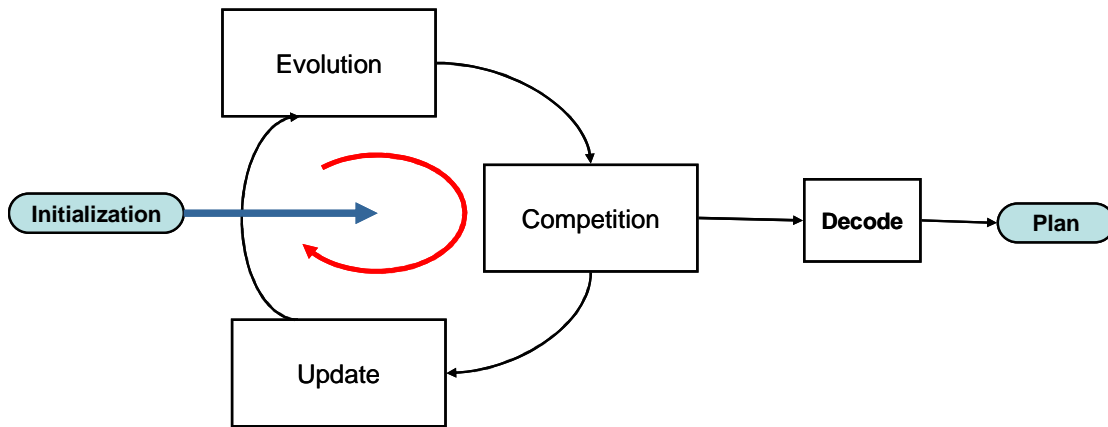 Evolution
Initialization
Competition
Decode
Plan
Update